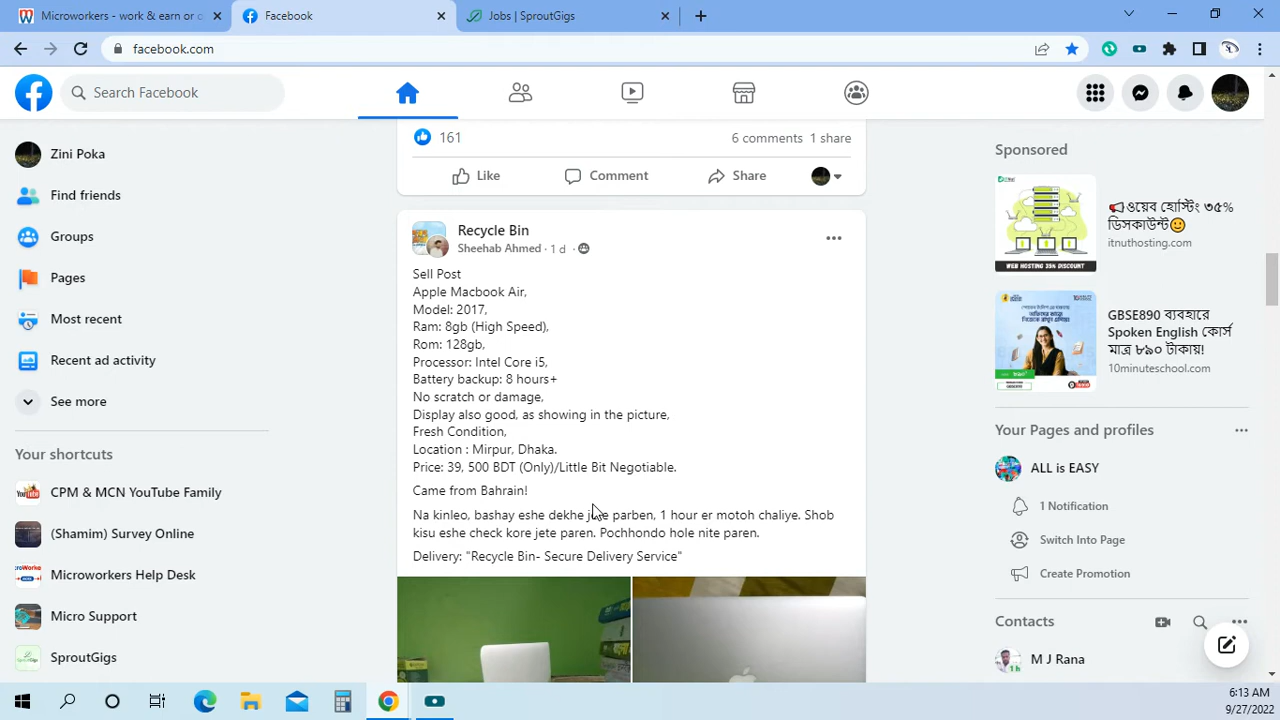 Microworkers - work & earn or c
Facebook
Jobs | SproutGigs
facebook.com
Search Facebook
Zini Poka
Find friends
Groups
Pages
Most recent
Recent ad activity
See more
Your shortcuts
CPM & MCN YouTube Family
(Shamim) Survey Online
Microworkers Help Desk
Micro Support
SproutGigs
161
6 comments 1 share
Like
Comment
Share
Recycle Bin
Sheehab Ahmed · 1 d ·
Sell Post
Apple Macbook Air,
Model: 2017,
Ram: 8gb (High Speed),
Rom: 128gb,
Processor: Intel Core i5,
Battery backup: 8 hours+
No scratch or damage,
Display also good, as showing in the picture,
Fresh Condition,
Location : Mirpur, Dhaka.
Price: 39, 500 BDT (Only)/Little Bit Negotiable.
Came from Bahrain!
Na kinleo, bashay eshe dekhe jete parben, 1 hour er motoh chaliye. Shob
kisu eshe check kore jete paren. Pochhondo hole nite paren.
Delivery: "Recycle Bin- Secure Delivery Service"
Sponsored
ওয়েব হোস্টিং ৩৫%
ডিসকাউন্ট
itnuthosting.com
WEB HOSTING 35% DISCOUNT
GBSE890 ব্যবহারে
Spoken English কোর্স
মাত্র ৮৯০ টাকায়!
10minuteschool.com
Your Pages and profiles
ALL is EASY
1 Notification
Switch Into Page
Create Promotion
Contacts
M J Rana
1 h
6:13 AM
9/27/2022